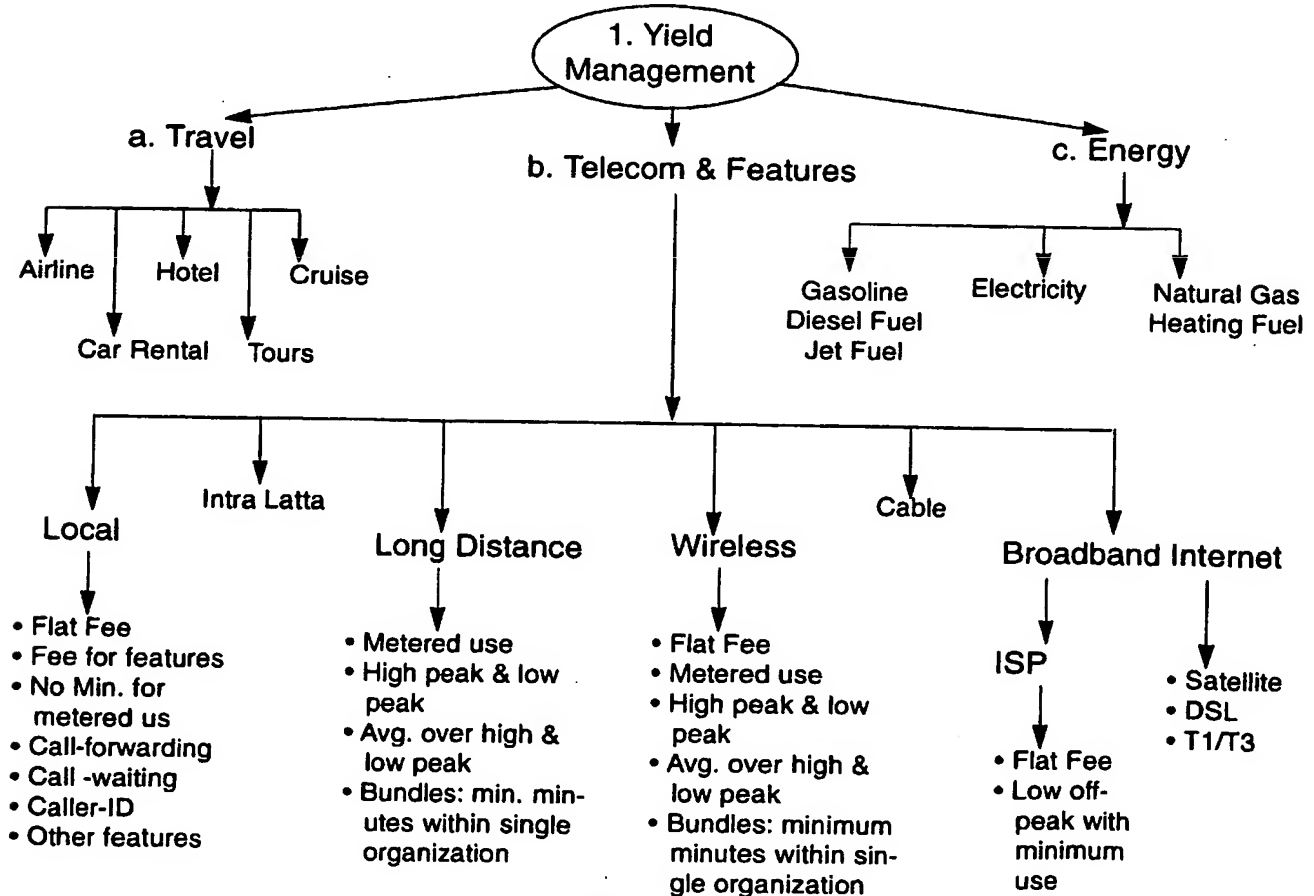 1. Yield
Management
a. Travel
b. Telecom & Features
c. Energy
Airline
Hotel
Cruise
Car Rental
Tours
Gasoline
Diesel Fuel
Jet Fuel
Electricity
Natural Gas
Heating Fuel
Local
• Flat Fee
• Fee for features
• No Min. for
metered us
• Call-forwarding
• Call -waiting
• Caller-ID
• Other features
Intra Latta
Long Distance
• Metered use
• High peak & low
peak
• Avg. over high &
low peak
• Bundles: min. min-
utes within single
organization
Wireless
• Flat Fee
• Metered use
• High peak & low
peak
• Avg. over high &
low peak
• Bundles: minimum
minutes within sin-
gle organization
Cable
Broadband Internet
ISP
• Flat Fee
• Low off-
peak with
minimum
use
• Satellite
• DSL
• T1/T3